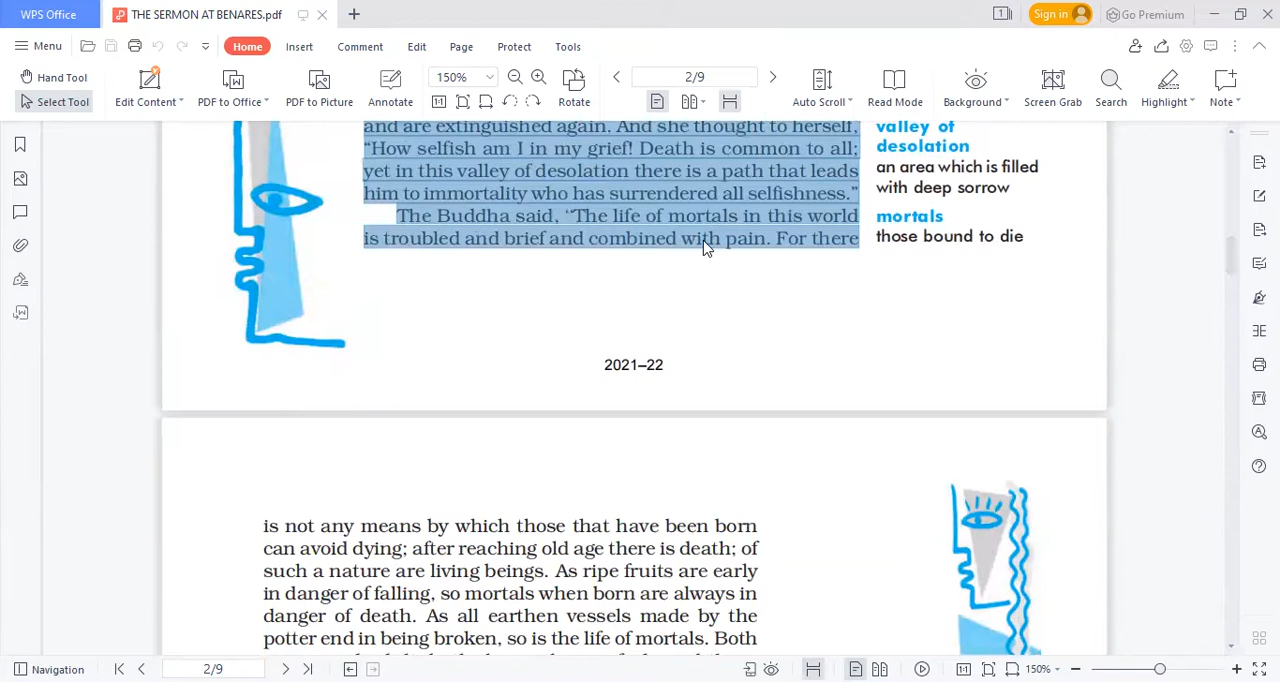 WPS Office
THE SERMON AT BENARES.pdf
Sign in
Go Premium
Menu
Home
Insert
Comment
Edit
Page
Protect
Tools
Hand Tool
Select Tool
Edit Content
PDF to Office
PDF to Picture
Annotate
150%
Rotate
2/9
Auto Scroll
Read Mode
Background
Screen Grab
Search
Highlight
Note
and are extinguished again. And she thought to herself,
“How selfish am I in my grief! Death is common to all;
yet in this valley of desolation there is a path that leads
him to immortality who has surrendered all selfishness.”
The Buddha said, “The life of mortals in this world
is troubled and brief and combined with pain. For there
valley of
desolation
an area which is filled
with deep sorrow
mortals
those bound to die
2021–22
is not any means by which those that have been born
can avoid dying; after reaching old age there is death; of
such a nature are living beings. As ripe fruits are early
in danger of falling, so mortals when born are always in
danger of death. As all earthen vessels made by the
potter end in being broken, so is the life of mortals. Both
Navigation
2/9
150%